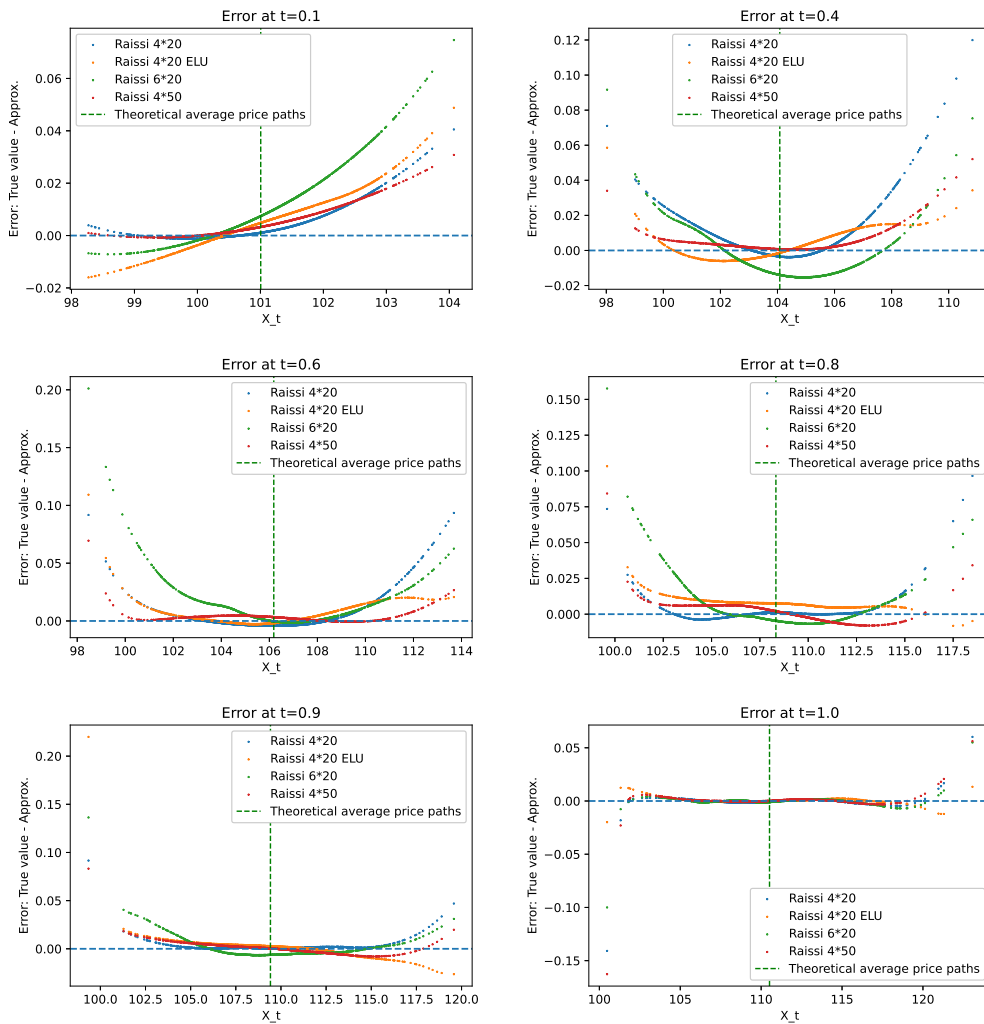 Error at t=0.1
Error: True value - Approx.
Raissi 4*20
Raissi 4*20 ELU
Raissi 6*20
Raissi 4*50
Theoretical average price paths
0.06
0.04
0.02
0.00
−0.02
98 99 100 101 102 103 104
X_t
Error at t=0.4
Error: True value - Approx.
Raissi 4*20
Raissi 4*20 ELU
Raissi 6*20
Raissi 4*50
Theoretical average price paths
0.12
0.10
0.08
0.06
0.04
0.02
0.00
−0.02
98 100 102 104 106 108 110
X_t
Error at t=0.6
Error: True value - Approx.
Raissi 4*20
Raissi 4*20 ELU
Raissi 6*20
Raissi 4*50
Theoretical average price paths
0.20
0.15
0.10
0.05
0.00
98 100 102 104 106 108 110 112 114
X_t
Error at t=0.8
Error: True value - Approx.
Raissi 4*20
Raissi 4*20 ELU
Raissi 6*20
Raissi 4*50
Theoretical average price paths
0.150
0.125
0.100
0.075
0.050
0.025
0.000
100.0 102.5 105.0 107.5 110.0 112.5 115.0 117.5
X_t
Error at t=0.9
Error: True value - Approx.
Raissi 4*20
Raissi 4*20 ELU
Raissi 6*20
Raissi 4*50
Theoretical average price paths
0.20
0.15
0.10
0.05
0.00
100.0 102.5 105.0 107.5 110.0 112.5 115.0 117.5 120.0
X_t
Error at t=1.0
Error: True value - Approx.
0.05
0.00
−0.05
−0.10
−0.15
Raissi 4*20
Raissi 4*20 ELU
Raissi 6*20
Raissi 4*50
Theoretical average price paths
100 105 110 115 120
X_t